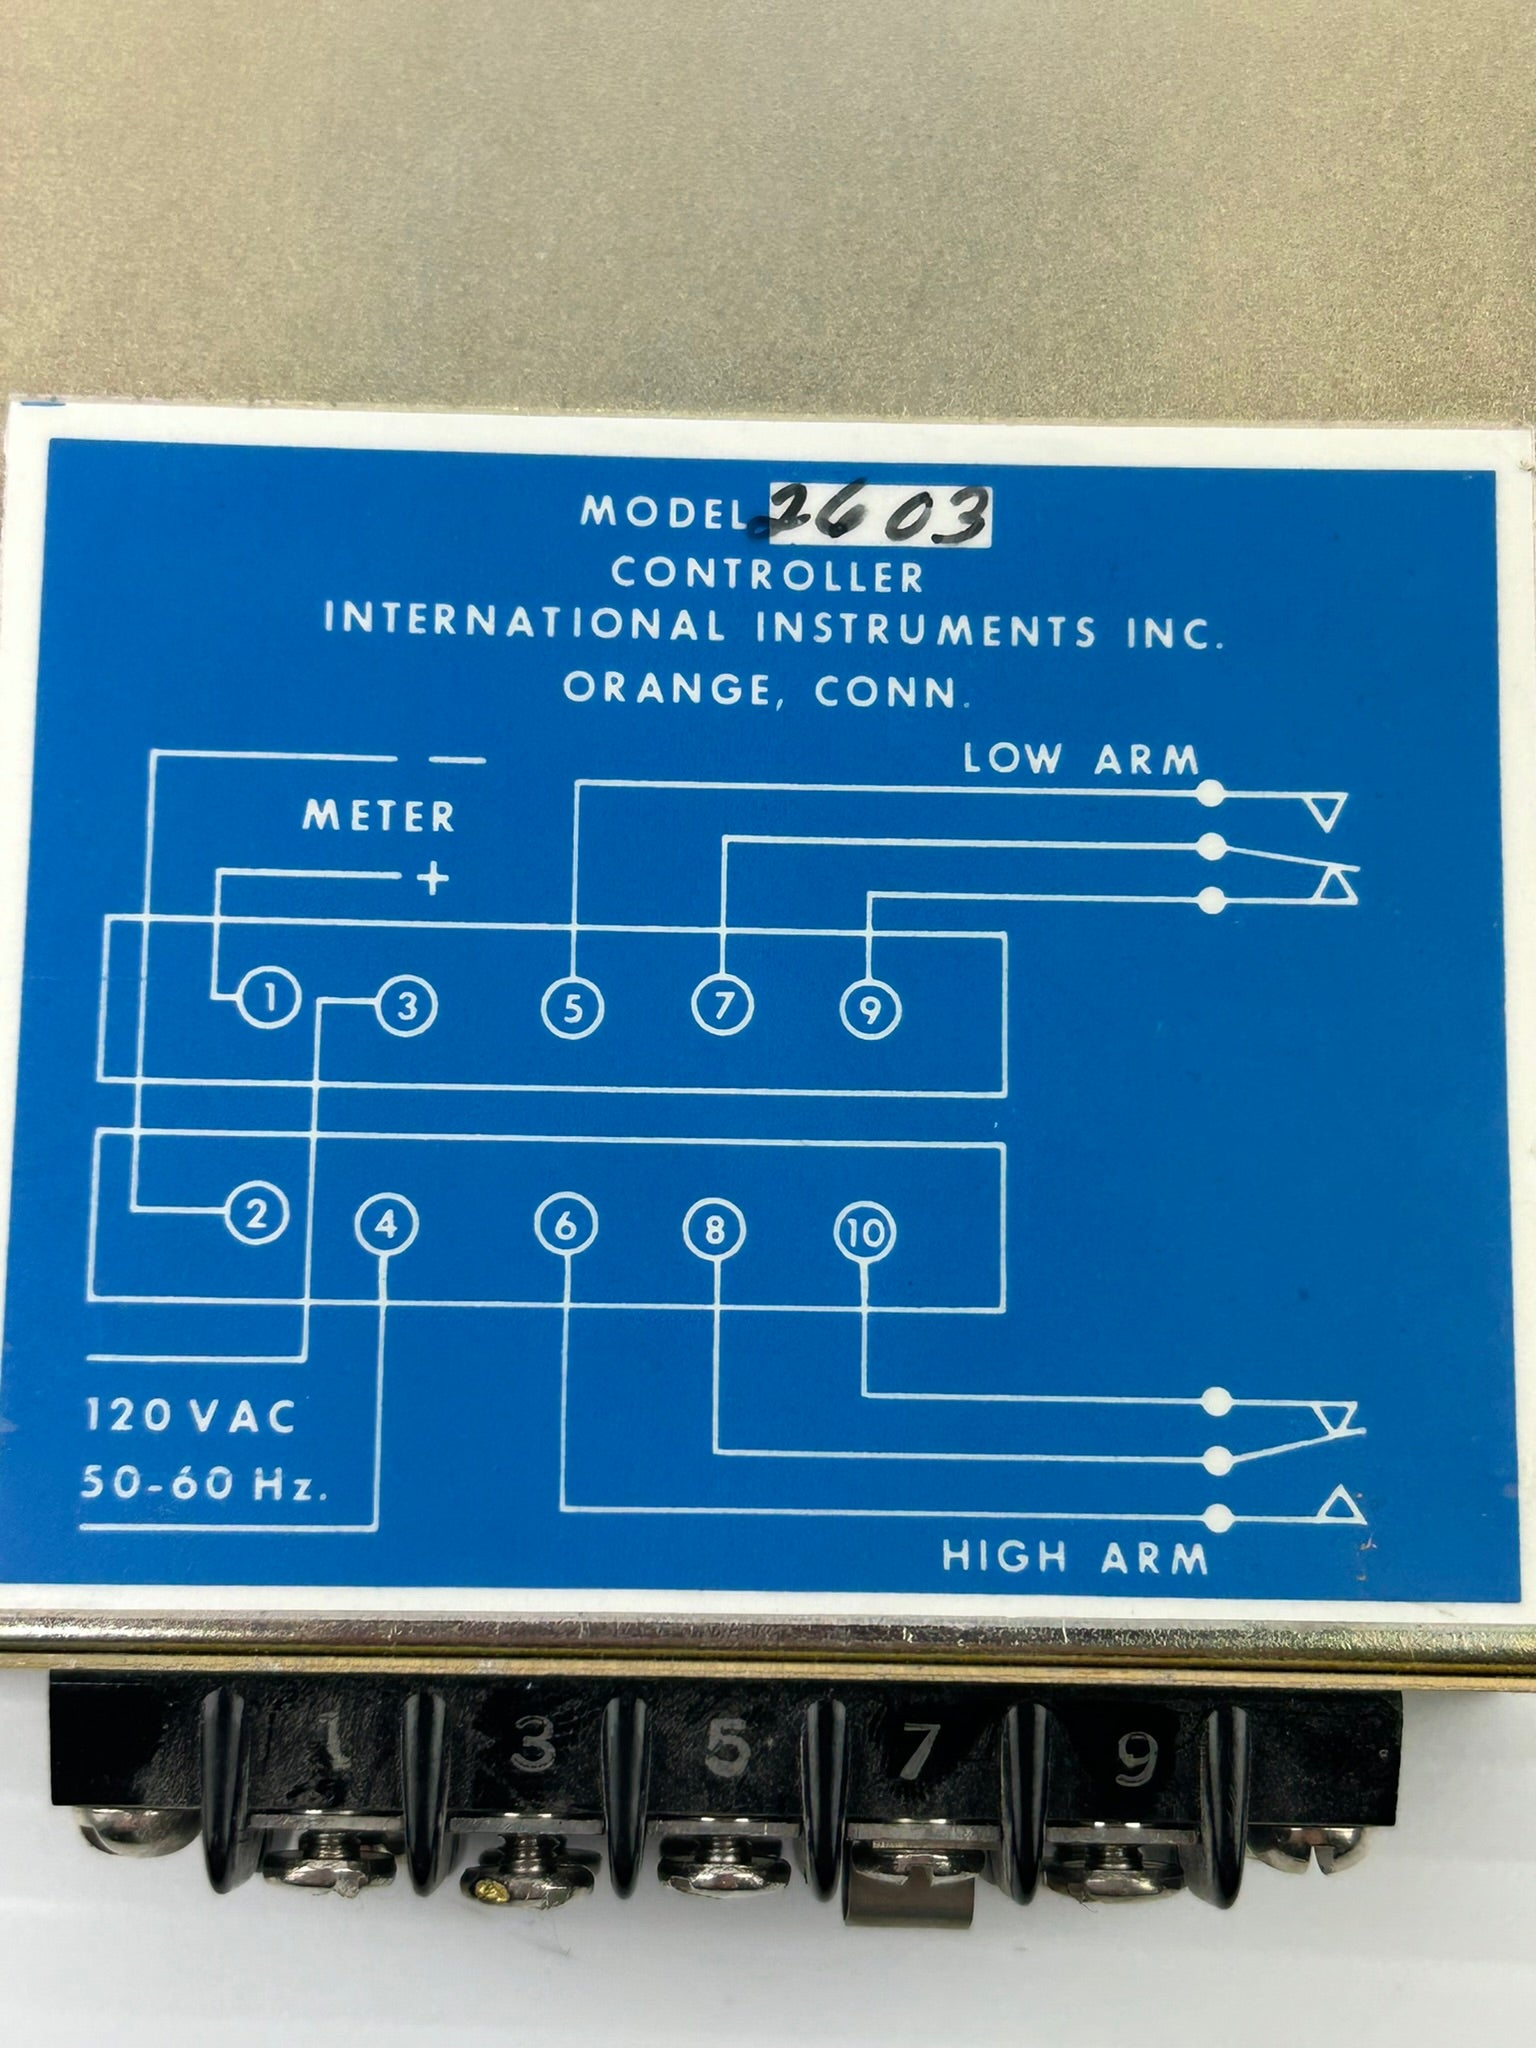 MODEL 2603
CONTROLLER
INTERNATIONAL INSTRUMENTS INC.
ORANGE, CONN.
LOW ARM
—
METER
+
1 3 5 7 9
2 4 6 8 10
120 VAC
50-60 Hz.
HIGH ARM
1 3 5 7 9